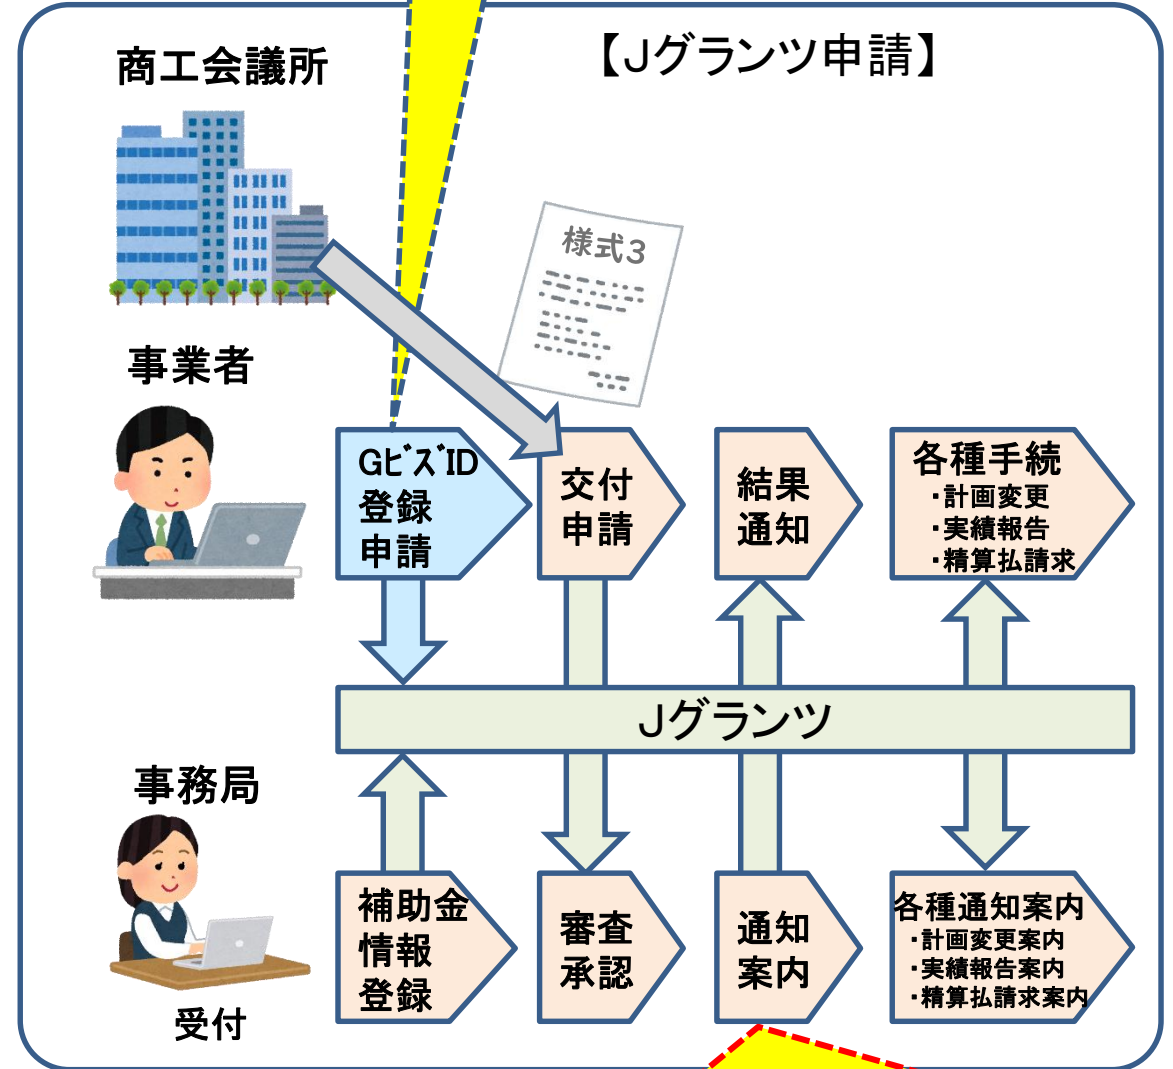 【Jグランツ申請】
商工会議所
様式3
事業者
GビズID
登録
申請
交付
申請
結果
通知
各種手続
・計画変更
・実績報告
・精算払請求
Jグランツ
事務局
受付
補助金
情報
登録
審査
承認
通知
案内
各種通知案内
・計画変更案内
・実績報告案内
・精算払請求案内